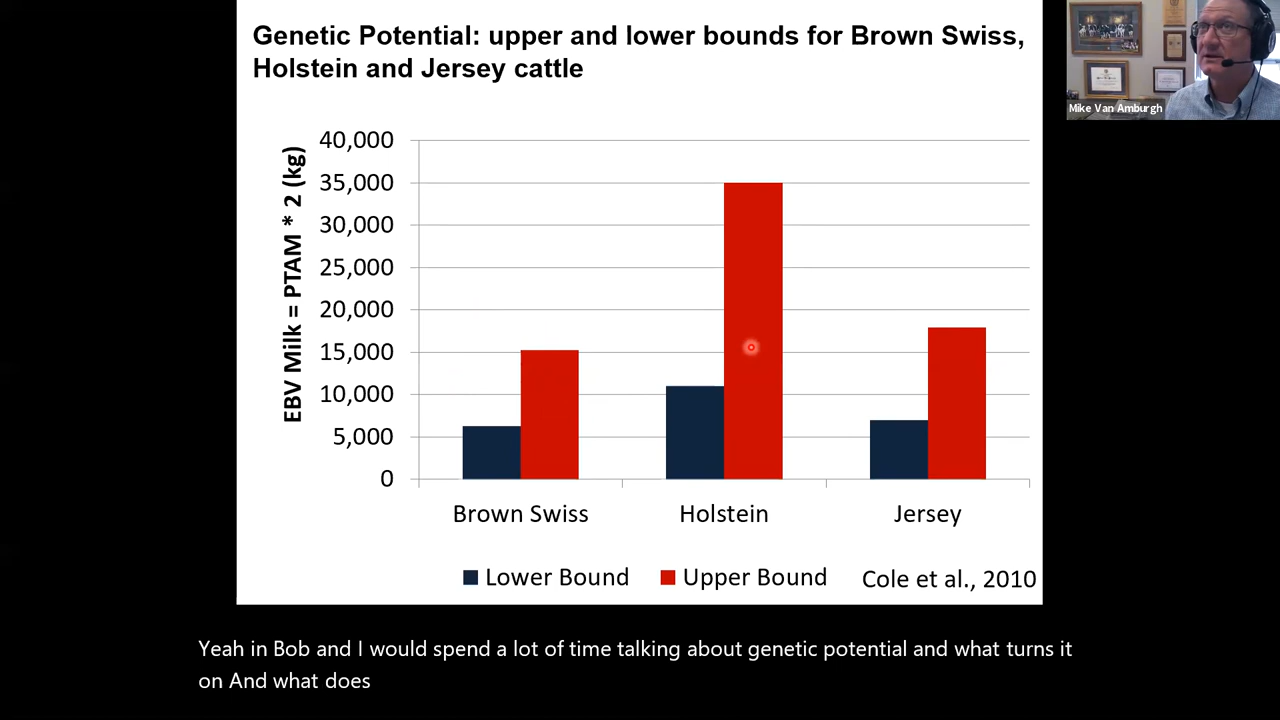 Genetic Potential: upper and lower bounds for Brown Swiss,
Holstein and Jersey cattle
EBV Milk = PTAM * 2 (kg)
40,000
35,000
30,000
25,000
20,000
15,000
10,000
5,000
0
Brown Swiss
Holstein
Jersey
Lower Bound
Upper Bound
Cole et al., 2010
Mike Van Amburgh
Yeah in Bob and I would spend a lot of time talking about genetic potential and what turns it
on And what does